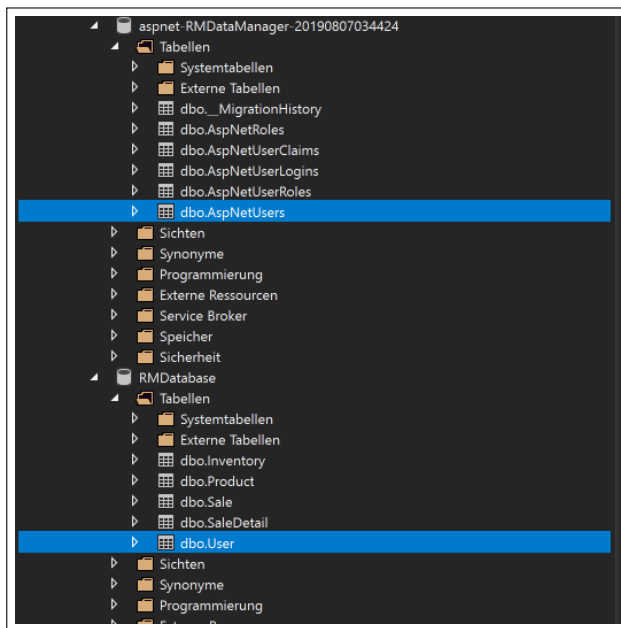 aspnet-RMDataManager-20190807034424
Tabellen
Systemtabellen
Externe Tabellen
dbo.__MigrationHistory
dbo.AspNetRoles
dbo.AspNetUserClaims
dbo.AspNetUserLogins
dbo.AspNetUserRoles
dbo.AspNetUsers
Sichten
Synonyme
Programmierung
Externe Ressourcen
Service Broker
Speicher
Sicherheit
RMDatabase
Tabellen
Systemtabellen
Externe Tabellen
dbo.Inventory
dbo.Product
dbo.Sale
dbo.SaleDetail
dbo.User
Sichten
Synonyme
Programmierung